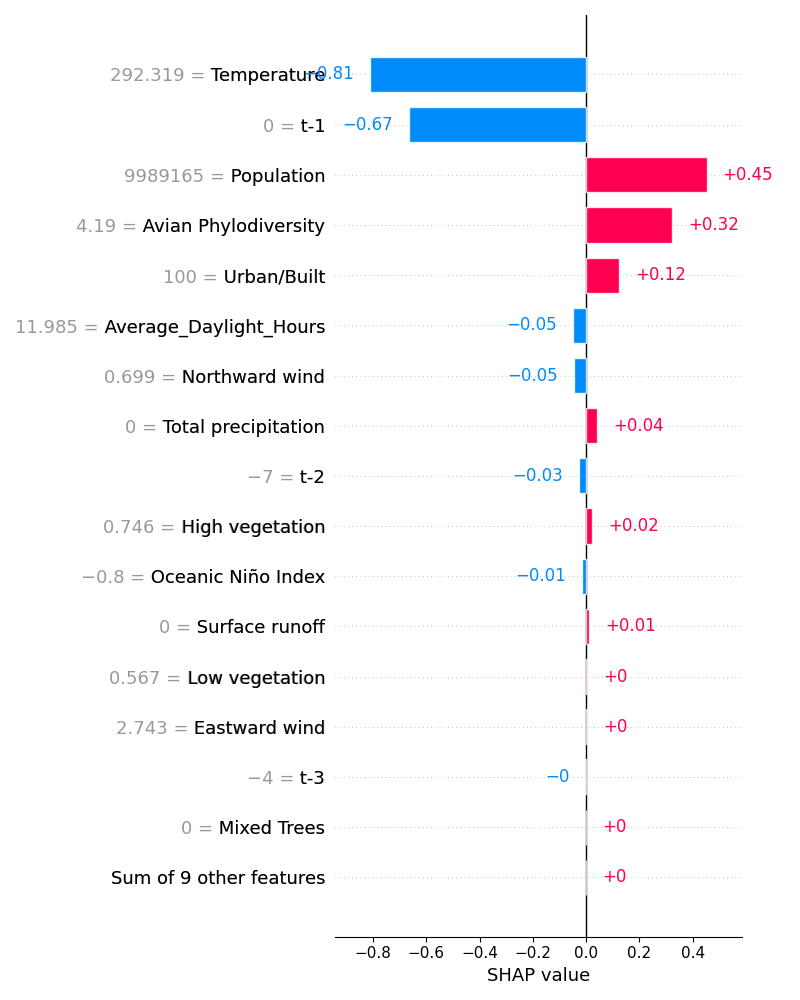 292.319 = Temperature −0.81
0 = t-1 −0.67
9989165 = Population +0.45
4.19 = Avian Phylodiversity +0.32
100 = Urban/Built +0.12
11.985 = Average_Daylight_Hours −0.05
0.699 = Northward wind −0.05
0 = Total precipitation +0.04
−7 = t-2 −0.03
0.746 = High vegetation +0.02
−0.8 = Oceanic Niño Index −0.01
0 = Surface runoff +0.01
0.567 = Low vegetation +0
2.743 = Eastward wind +0
−4 = t-3 −0
0 = Mixed Trees +0
Sum of 9 other features +0
−0.8 −0.6 −0.4 −0.2 0.0 0.2 0.4
SHAP value